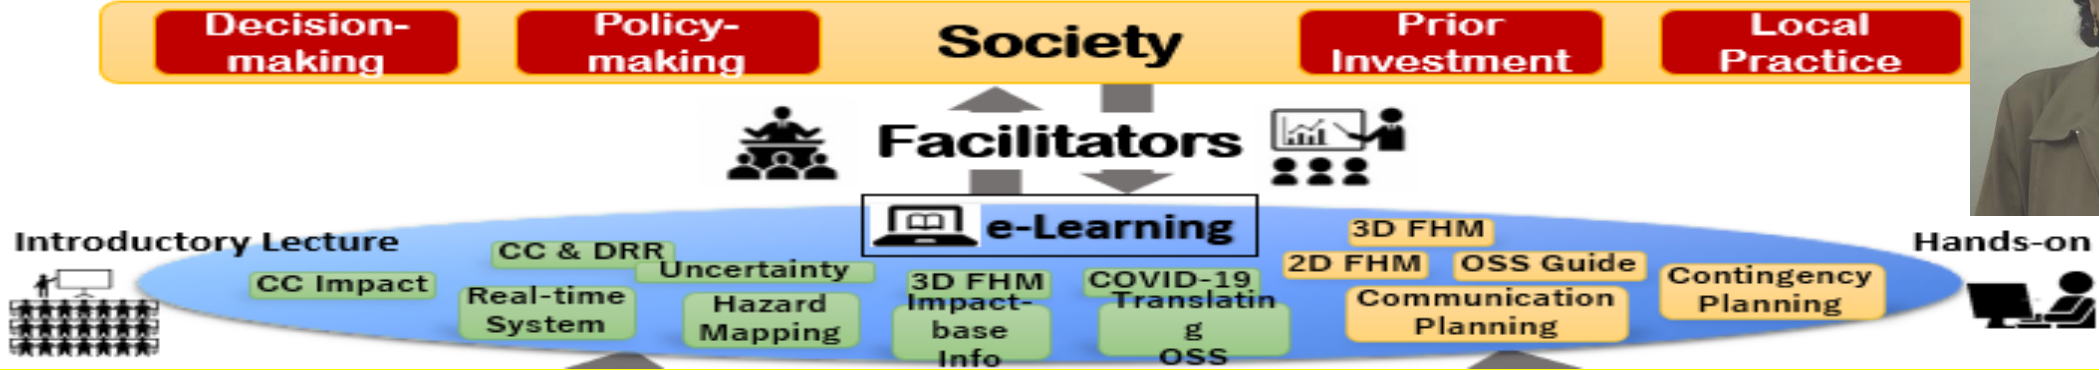 Decision-
making
Policy-
making
Society
Prior
Investment
Local
Practice
Facilitators
e-Learning
Introductory Lecture
Hands-on
CC & DRR
CC Impact
Uncertainty
Real-time
System
Hazard
Mapping
3D FHM
Impact-
base
Info
COVID-19
Translatin
g
OSS
3D FHM
2D FHM
OSS Guide
Communication
Planning
Contingency
Planning